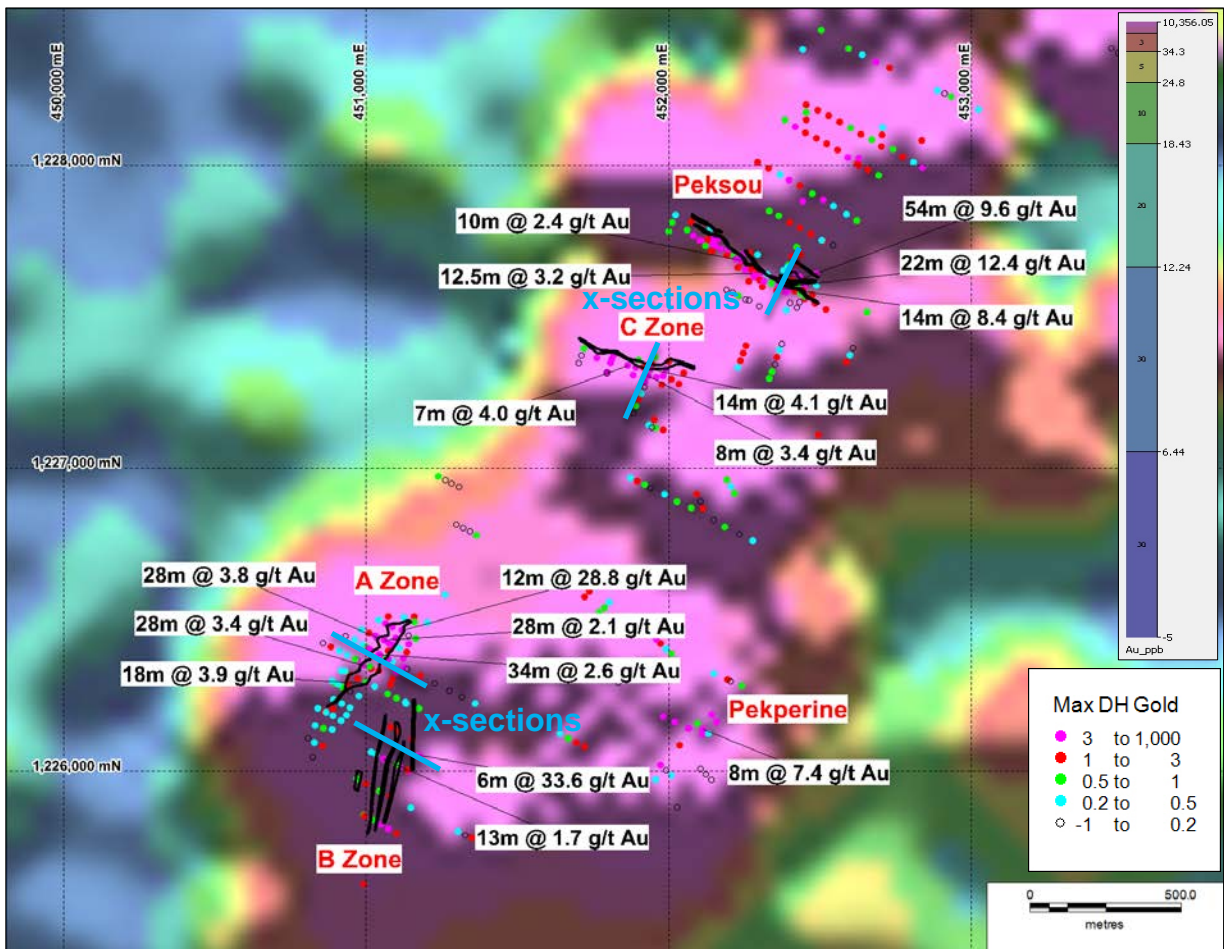 450,000 mE
451,000 mE
452,000 mE
453,000 mE
10,356.05
3
34.3
5
24.8
10
18.43
20
12.24
30
6.44
30
-5
Au_ppb
1,228,000 mN
Peksou
10m @ 2.4 g/t Au
54m @ 9.6 g/t Au
12.5m @ 3.2 g/t Au
22m @ 12.4 g/t Au
x-sections
14m @ 8.4 g/t Au
C Zone
7m @ 4.0 g/t Au
14m @ 4.1 g/t Au
8m @ 3.4 g/t Au
1,227,000 mN
28m @ 3.8 g/t Au
A Zone
12m @ 28.8 g/t Au
28m @ 3.4 g/t Au
28m @ 2.1 g/t Au
18m @ 3.9 g/t Au
34m @ 2.6 g/t Au
x-sections
Pekperine
1,226,000 mN
6m @ 33.6 g/t Au
8m @ 7.4 g/t Au
13m @ 1.7 g/t Au
B Zone
Max DH Gold
3 to 1,000
1 to 3
0.5 to 1
0.2 to 0.5
-1 to 0.2
0 500.0
metres